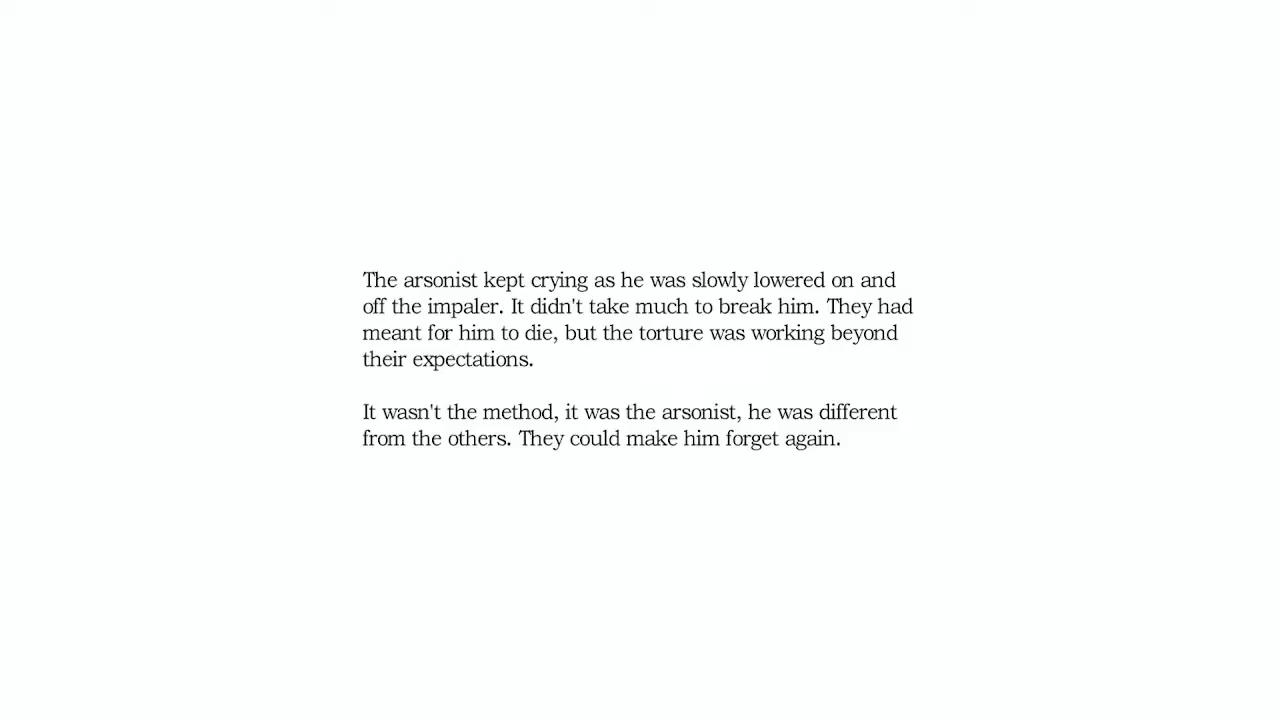 The arsonist kept crying as he was slowly lowered on and
off the impaler. It didn't take much to break him. They had
meant for him to die, but the torture was working beyond
their expectations.
It wasn't the method, it was the arsonist, he was different
from the others. They could make him forget again.